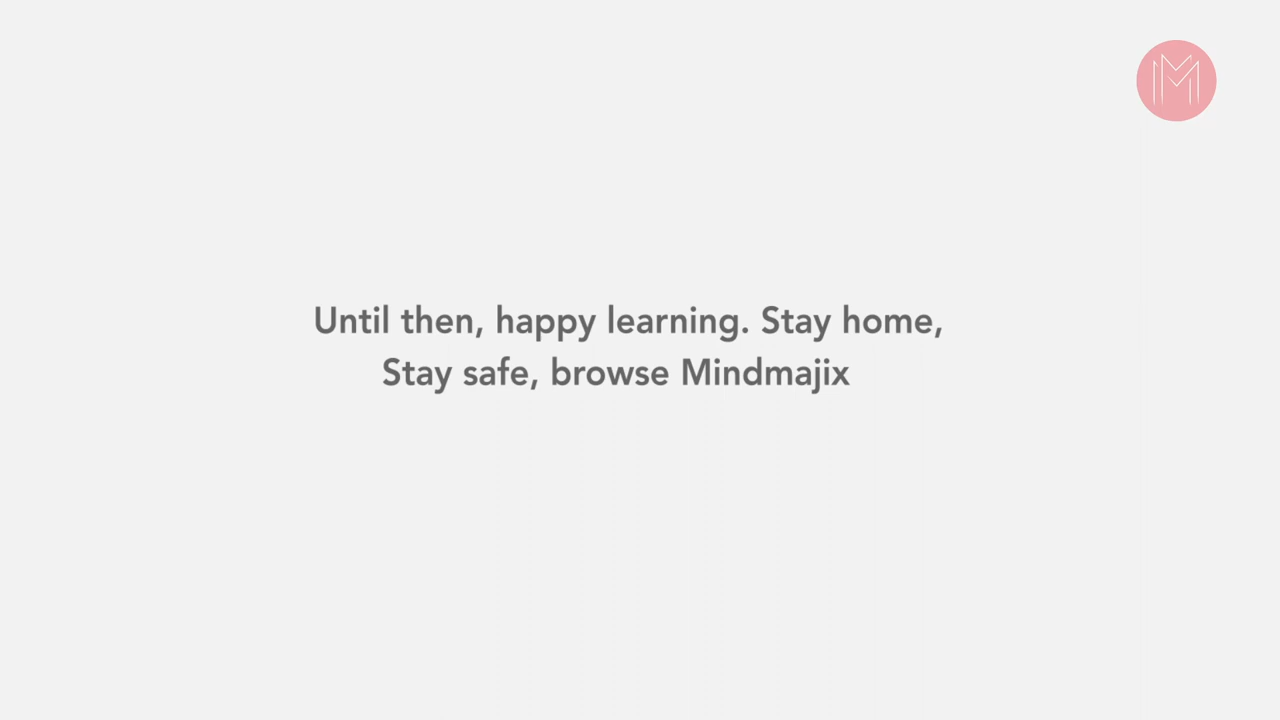 Until then, happy learning. Stay home,
Stay safe, browse Mindmajix